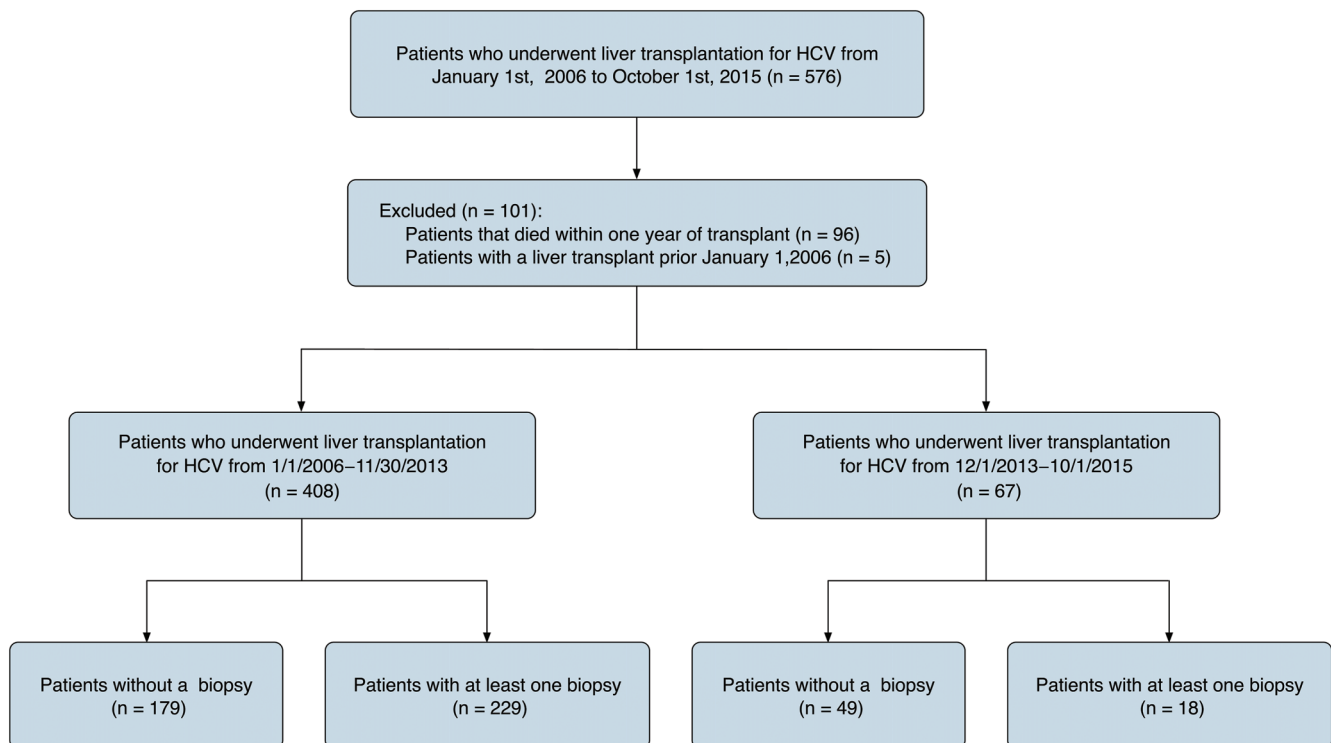 Patients who underwent liver transplantation for HCV from
January 1st, 2006 to October 1st, 2015 (n = 576)
Excluded (n = 101):
Patients that died within one year of transplant (n = 96)
Patients with a liver transplant prior January 1,2006 (n = 5)
Patients who underwent liver transplantation
for HCV from 1/1/2006–11/30/2013
(n = 408)
Patients who underwent liver transplantation
for HCV from 12/1/2013–10/1/2015
(n = 67)
Patients without a biopsy
(n = 179)
Patients with at least one biopsy
(n = 229)
Patients without a biopsy
(n = 49)
Patients with at least one biopsy
(n = 18)